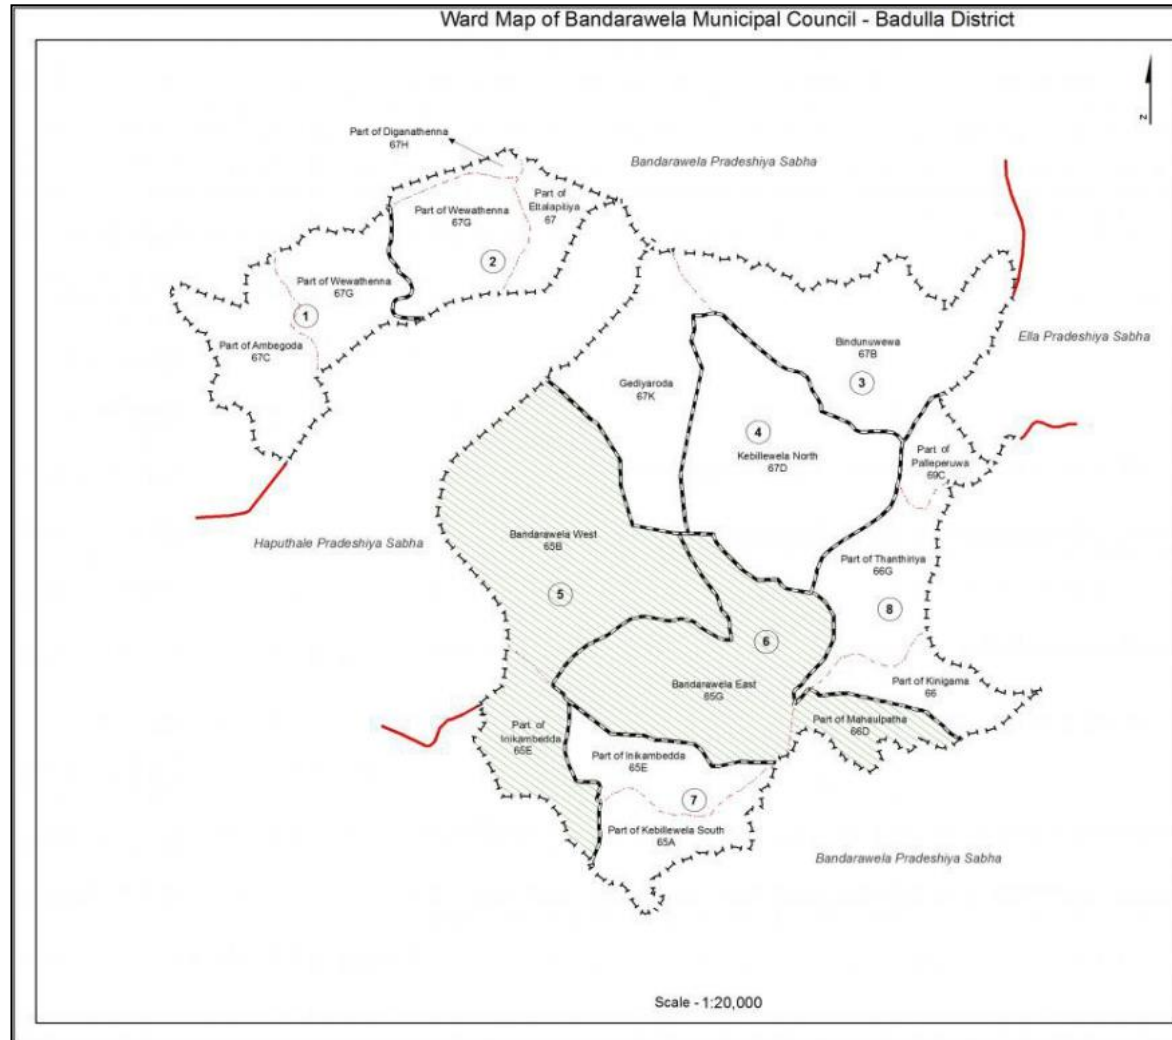 Ward Map of Bandarawela Municipal Council - Badulla District
z
Part of Diganathenna
67H
Bandarawela Pradeshiya Sabha
Part of
Ettalapitiya
67
Part of Wewathenna
67G
2
Part of Wewathenna
67G
1
Part of Ambegoda
67C
Ella Pradeshiya Sabha
Bindunuwewa
67B
3
Gediyaroda
67K
4
Kebillewela North
67D
Part of
Palleperuwa
69C
Haputhale Pradeshiya Sabha
Bandarawela West
65B
5
Part of Thanthiriya
66G
8
6
Bandarawela East
65G
Part of Kinigama
66
Part of Mahaulpatha
66D
Part of
Inikambedda
65E
Part of Inikambedda
65E
7
Part of Kebillewela South
65A
Bandarawela Pradeshiya Sabha
Scale - 1:20,000